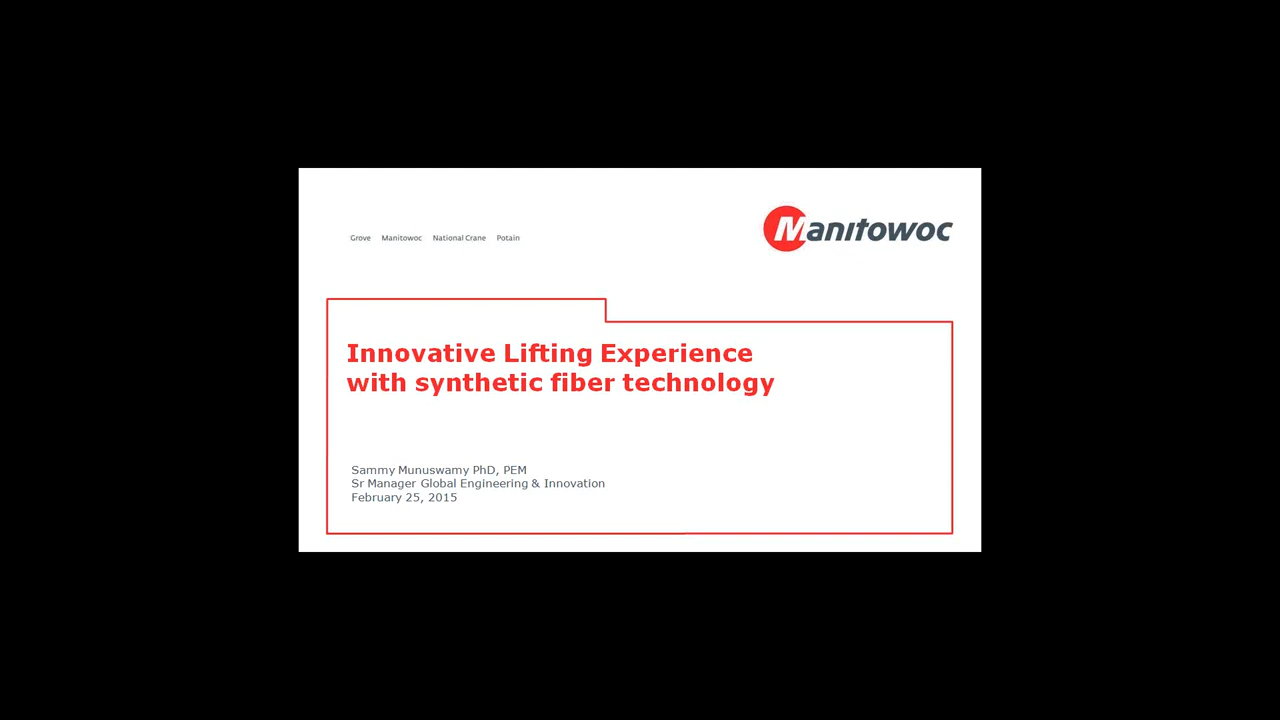 Grove Manitowoc National Crane Potain
Manitowoc
Innovative Lifting Experience
with synthetic fiber technology
Sammy Munuswamy PhD, PEM
Sr Manager Global Engineering & Innovation
February 25, 2015